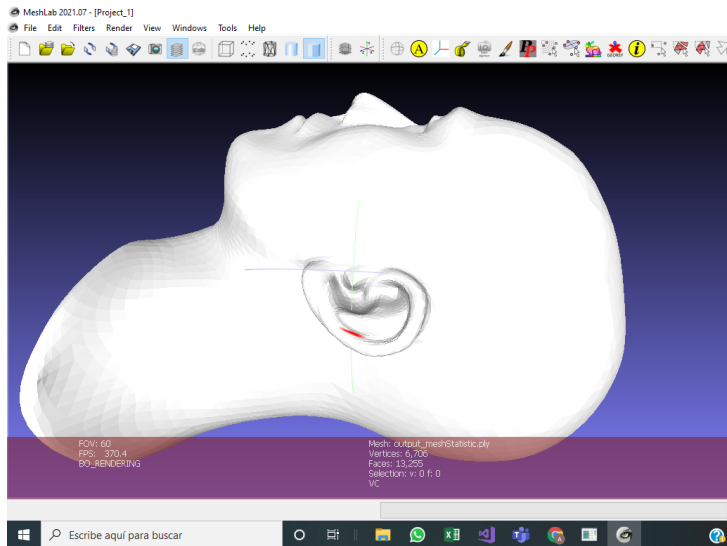 MeshLab 2021.07 - [Project_1]
File Edit Filters Render View Windows Tools Help
FOV: 60
FPS: 370.4
BO_RENDERING
Mesh: output_meshStatistic.ply
Vertices: 6,706
Faces: 13,255
Selection: v: 0 f: 0
VC
Escribe aquí para buscar